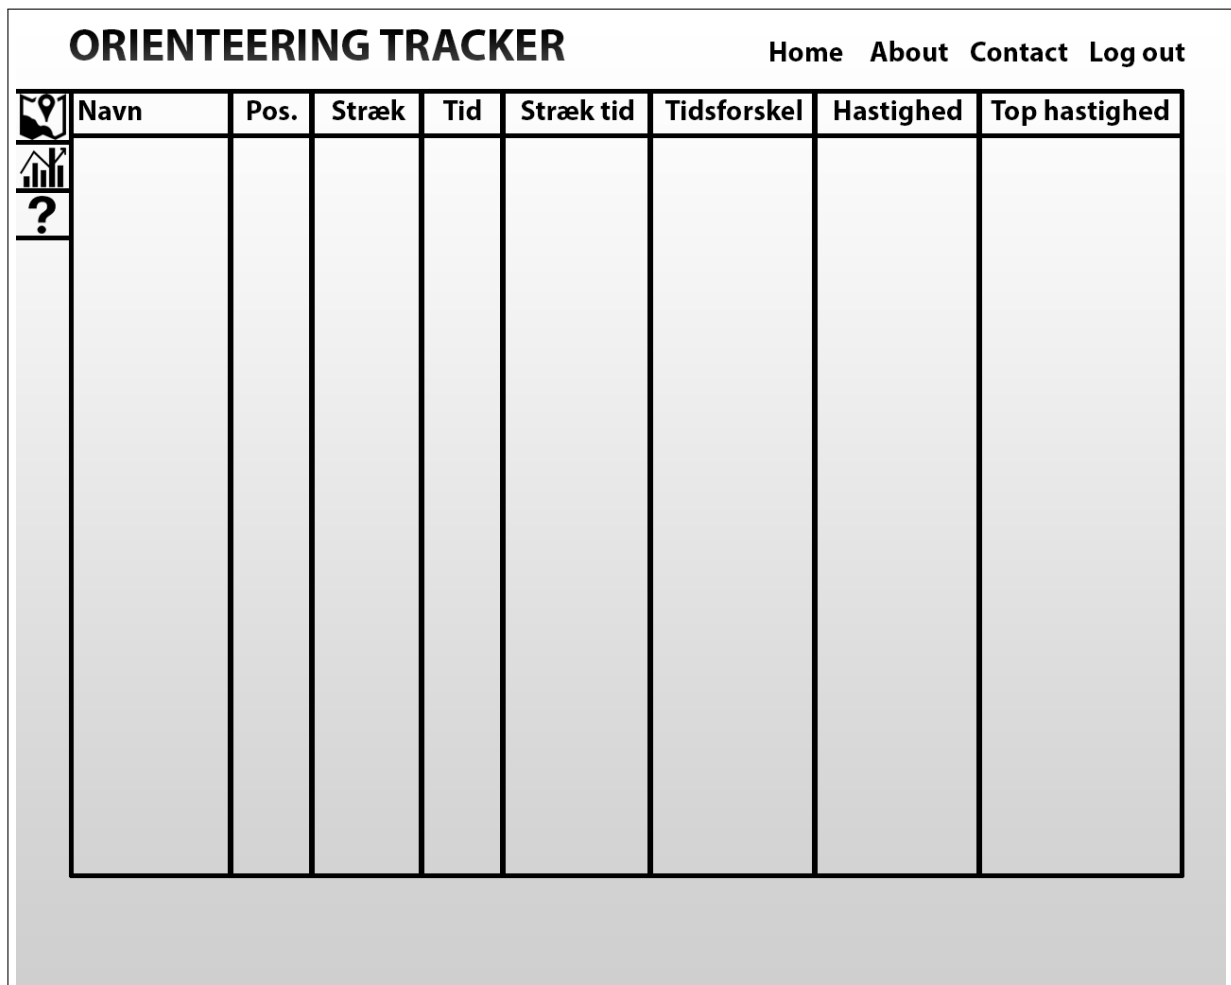 ORIENTEERING TRACKER
Home About Contact Log out
Navn Pos. Stræk Tid Stræk tid Tidsforskel Hastighed Top hastighed
?